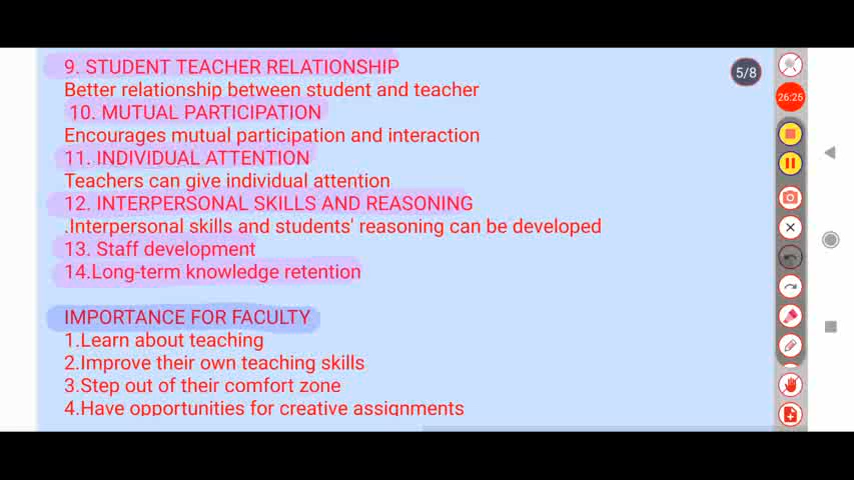 9. STUDENT TEACHER RELATIONSHIP
5/8
Better relationship between student and teacher
26:25
10. MUTUAL PARTICIPATION
Encourages mutual participation and interaction
11. INDIVIDUAL ATTENTION
Teachers can give individual attention
12. INTERPERSONAL SKILLS AND REASONING
.Interpersonal skills and students' reasoning can be developed
13. Staff development
14.Long-term knowledge retention
IMPORTANCE FOR FACULTY
1.Learn about teaching
2.Improve their own teaching skills
3.Step out of their comfort zone
4.Have opportunities for creative assignments